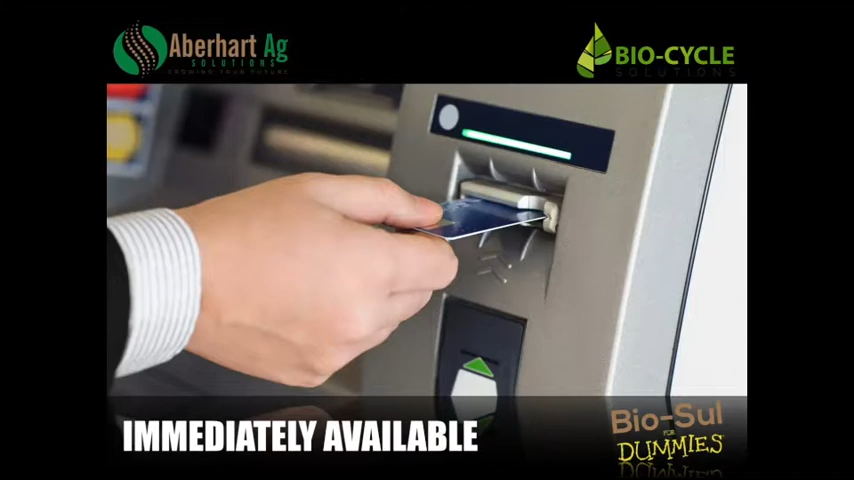 Aberhart Ag
SOLUTIONS
GROWING YOUR FUTURE
BIO-CYCLE
SOLUTIONS
IMMEDIATELY AVAILABLE
Bio-Sul
FOR
DUMMIES